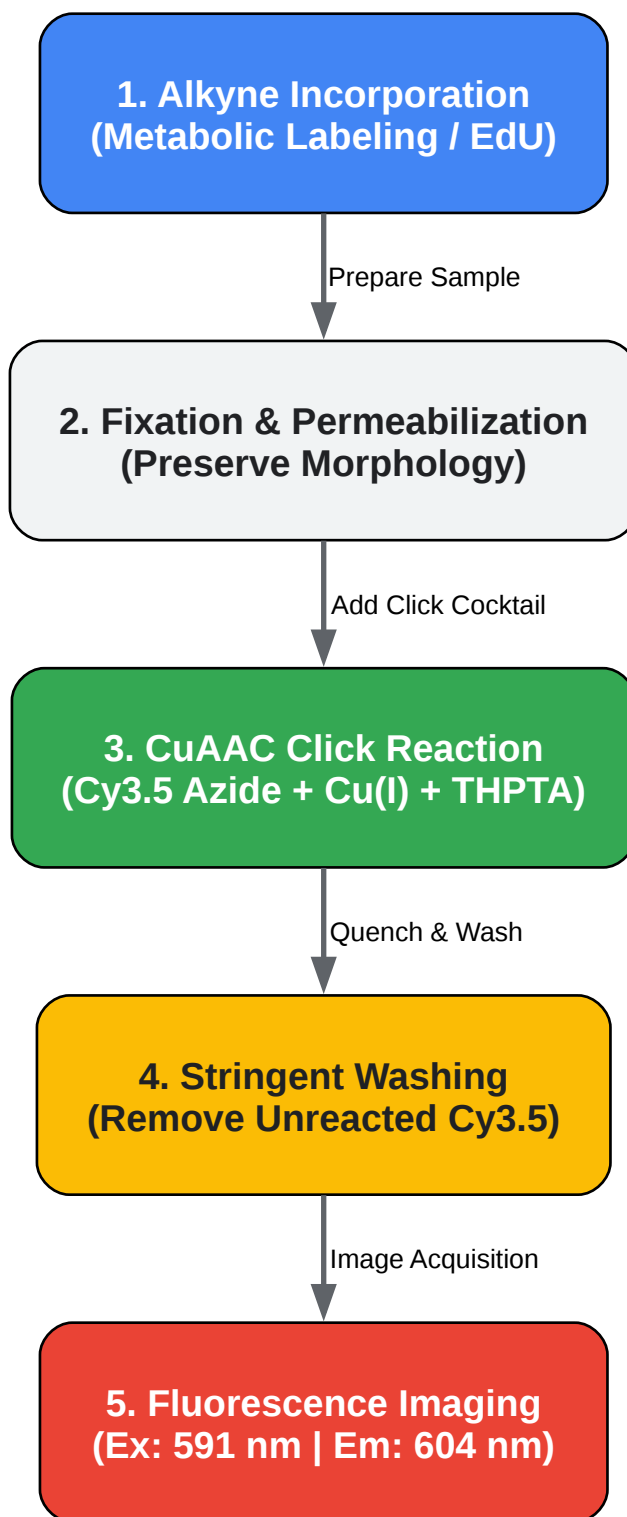 1. Alkyne Incorporation
(Metabolic Labeling / EdU)
Prepare Sample
2. Fixation & Permeabilization
(Preserve Morphology)
Add Click Cocktail
3. CuAAC Click Reaction
(Cy3.5 Azide + Cu(I) + THPTA)
Quench & Wash
4. Stringent Washing
(Remove Unreacted Cy3.5)
Image Acquisition
5. Fluorescence Imaging
(Ex: 591 nm | Em: 604 nm)